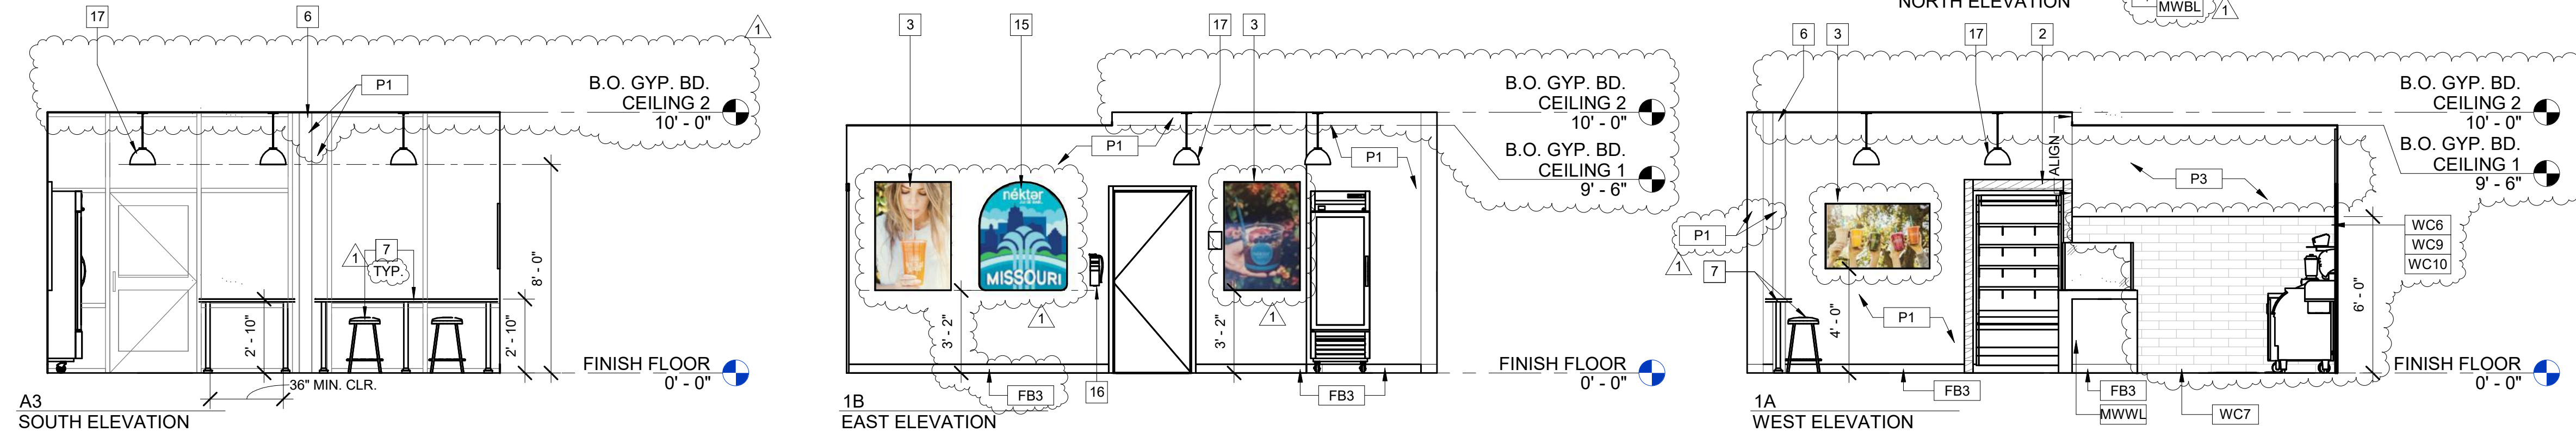 NORTH ELEVATION
MWBL
1
17
6
1
P1
B.O. GYP. BD.
CEILING 2
10' - 0"
7
1
TYP.
8' - 0"
2' - 10"
2' - 10"
36" MIN. CLR.
FINISH FLOOR
0' - 0"
A3
SOUTH ELEVATION
3
15
17
3
B.O. GYP. BD.
CEILING 2
10' - 0"
P1
P1
B.O. GYP. BD.
CEILING 1
9' - 6"
nékter
MISSOURI
1
1
3' - 2"
3' - 2"
FB3
16
FB3
FINISH FLOOR
0' - 0"
1B
EAST ELEVATION
6
3
17
2
B.O. GYP. BD.
CEILING 2
10' - 0"
ALIGN
B.O. GYP. BD.
CEILING 1
9' - 6"
P3
P1
1
7
WC6
WC9
WC10
4' - 0"
P1
6' - 0"
FINISH FLOOR
0' - 0"
FB3
FB3
MWWL
WC7
1A
WEST ELEVATION